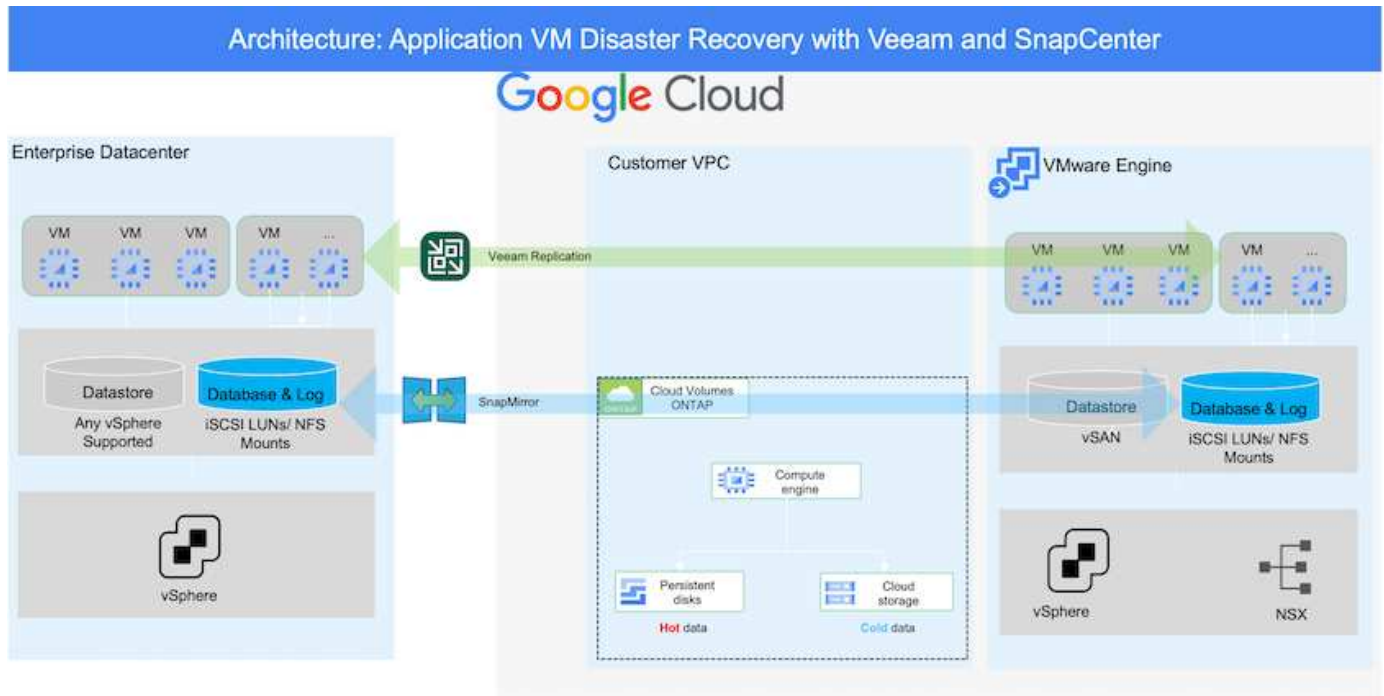 Architecture: Application VM Disaster Recovery with Veeam and SnapCenter
Google Cloud
Enterprise Datacenter
VM
VM
VM
VM
...
Datastore
Any vSphere
Supported
Database & Log
iSCSI LUNs/ NFS
Mounts
vSphere
Veeam Replication
SnapMirror
Customer VPC
ONTAP
Cloud Volumes
ONTAP
Compute
engine
Persistent
disks
Hot data
Cloud
storage
Cold data
VMware Engine
VM
VM
VM
VM
...
Datastore
vSAN
Database & Log
iSCSI LUNs/ NFS
Mounts
vSphere
NSX